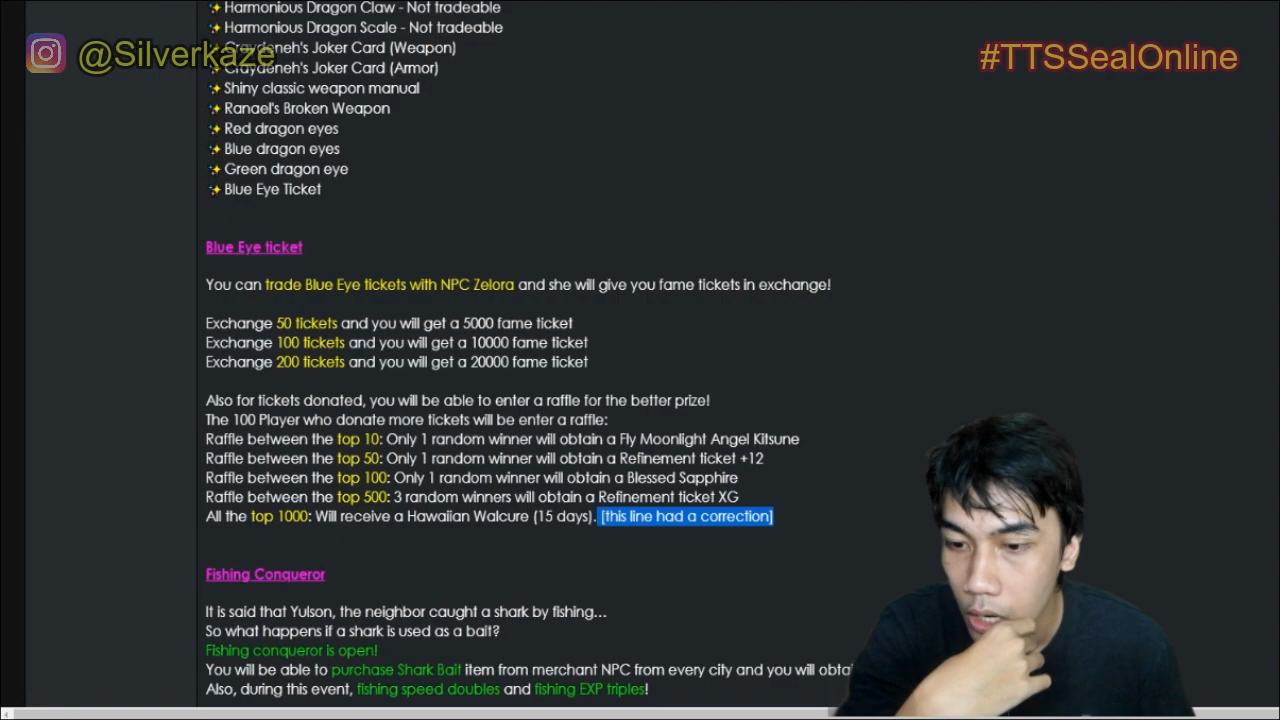 Harmonious Dragon Claw - Not tradeable
Harmonious Dragon Scale - Not tradeable
Craydeneh's Joker Card (Weapon)
@Silverkaze
#TTSSealOnline
Craydeneh's Joker Card (Armor)
Shiny classic weapon manual
Ranael's Broken Weapon
Red dragon eyes
Blue dragon eyes
Green dragon eye
Blue Eye Ticket
Blue Eye ticket
You can trade Blue Eye tickets with NPC Zelora and she will give you fame tickets in exchange!
Exchange 50 tickets and you will get a 5000 fame ticket
Exchange 100 tickets and you will get a 10000 fame ticket
Exchange 200 tickets and you will get a 20000 fame ticket
Also for tickets donated, you will be able to enter a raffle for the better prize!
The 100 Player who donate more tickets will be enter a raffle:
Raffle between the top 10: Only 1 random winner will obtain a Fly Moonlight Angel Kitsune
Raffle between the top 50: Only 1 random winner will obtain a Refinement ticket +12
Raffle between the top 100: Only 1 random winner will obtain a Blessed Sapphire
Raffle between the top 500: 3 random winners will obtain a Refinement ticket XG
All the top 1000: Will receive a Hawaiian Walcure (15 days). [this line had a correction]
Fishing Conqueror
It is said that Yulson, the neighbor caught a shark by fishing...
So what happens if a shark is used as a bait?
Fishing conqueror is open!
You will be able to purchase Shark Bait item from merchant NPC from every city and you will
Also, during this event, fishing speed doubles and fishing EXP triples!